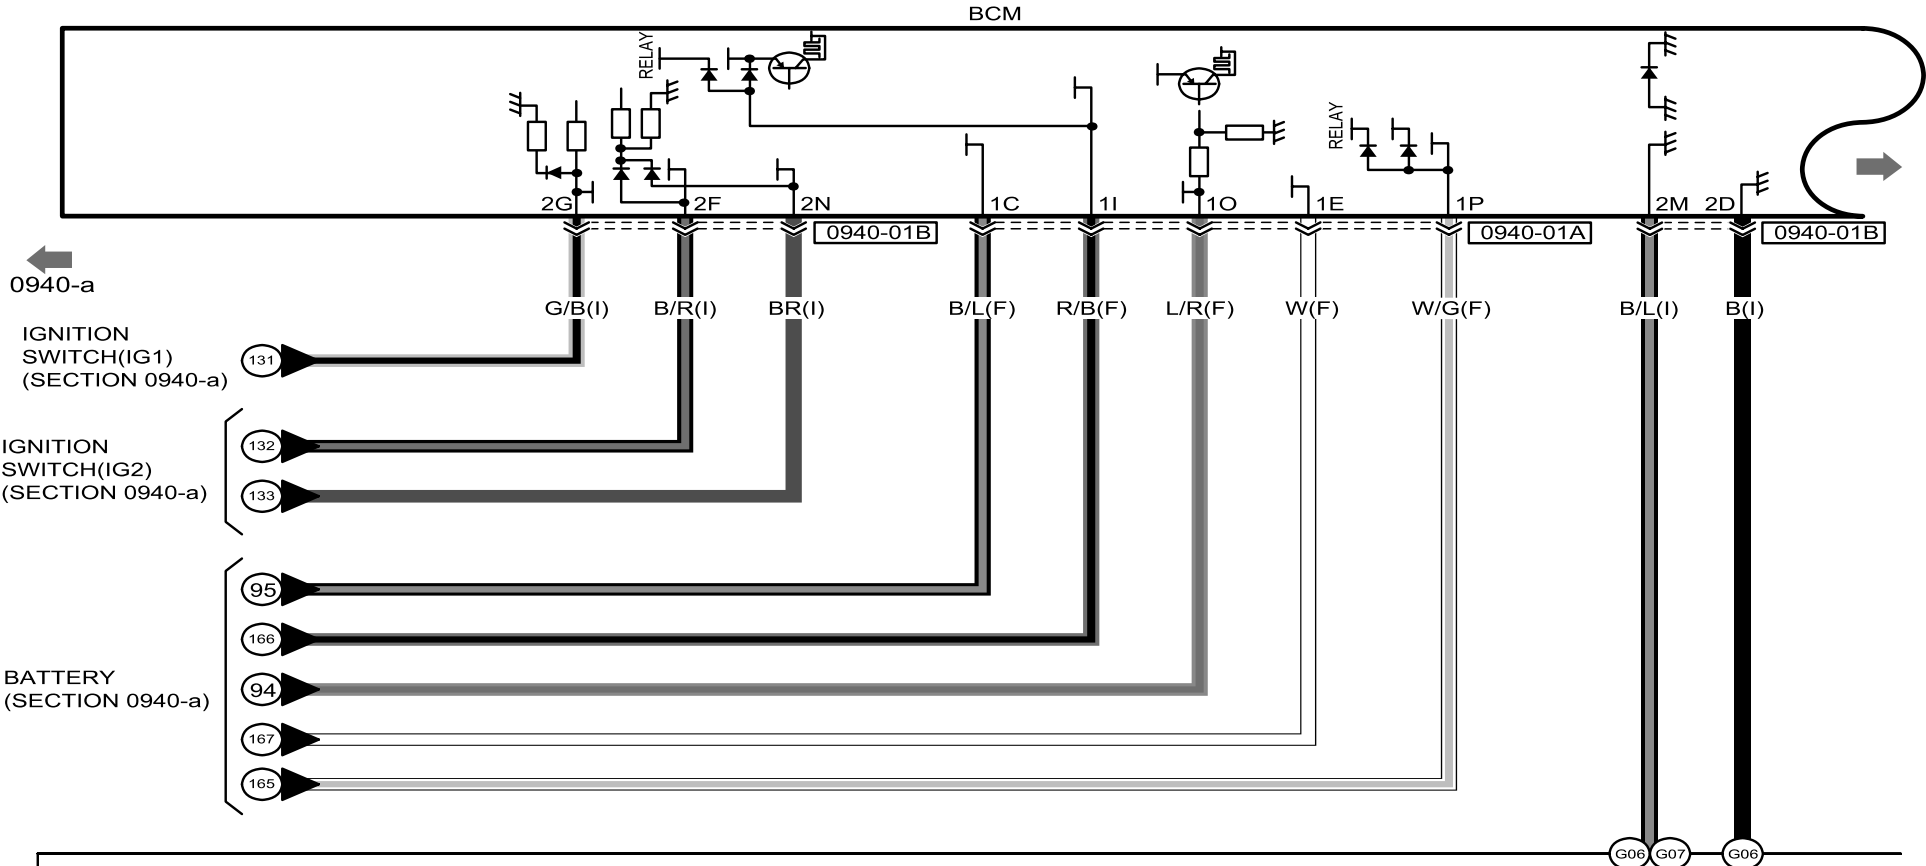 BCM
RELAY
RELAY
2G
2F
2N
1C
1I
1O
1E
1P
2M
2D
0940-01B
0940-01A
0940-01B
0940-a
G/B(I)
B/R(I)
BR(I)
B/L(F)
R/B(F)
L/R(F)
W(F)
W/G(F)
B/L(I)
B(I)
IGNITION
SWITCH(IG1)
(SECTION 0940-a)
131
IGNITION
SWITCH(IG2)
(SECTION 0940-a)
132
133
95
166
BATTERY
(SECTION 0940-a)
94
167
165
G06
G07
G06